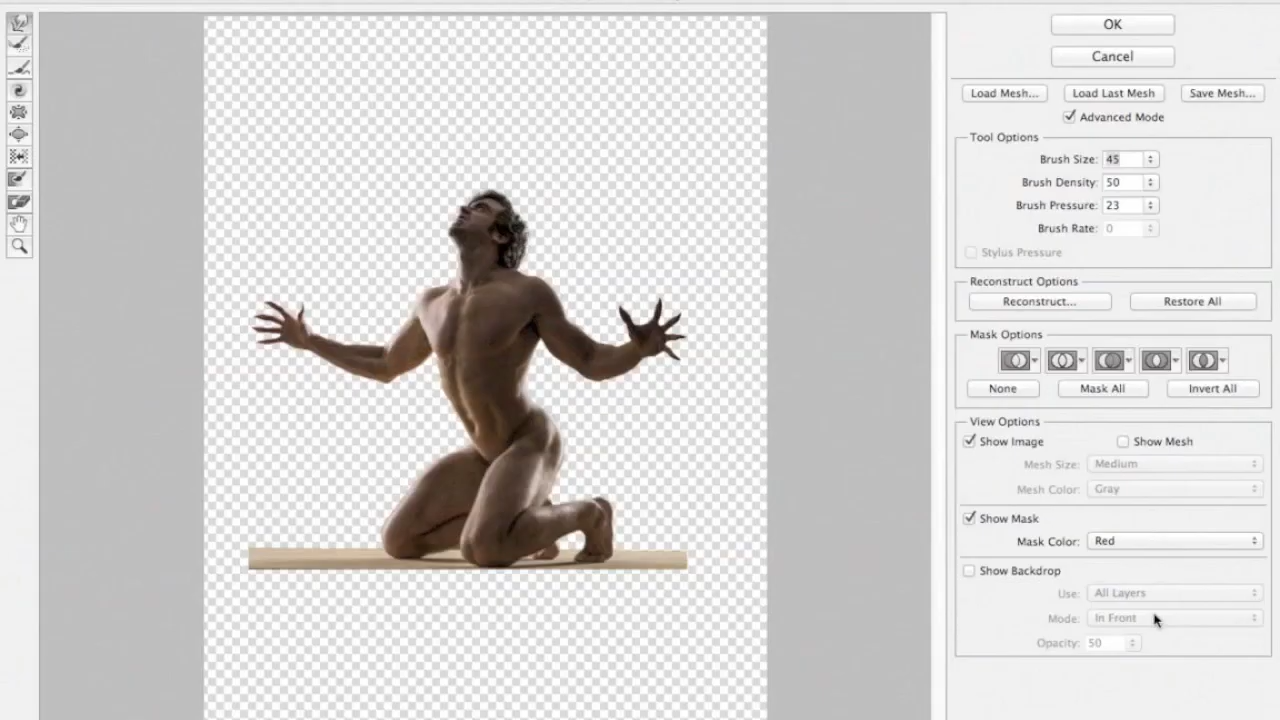 OK
Cancel
Load Mesh... Load Last Mesh Save Mesh...
Advanced Mode
Tool Options
Brush Size: 45
Brush Density: 50
Brush Pressure: 23
Brush Rate: 0
Stylus Pressure
Reconstruct Options
Reconstruct... Restore All
Mask Options
None Mask All Invert All
View Options
Show Image Show Mesh
Mesh Size: Medium
Mesh Color: Gray
Show Mask
Mask Color: Red
Show Backdrop
Use: All Layers
Mode: In Front
Opacity: 50